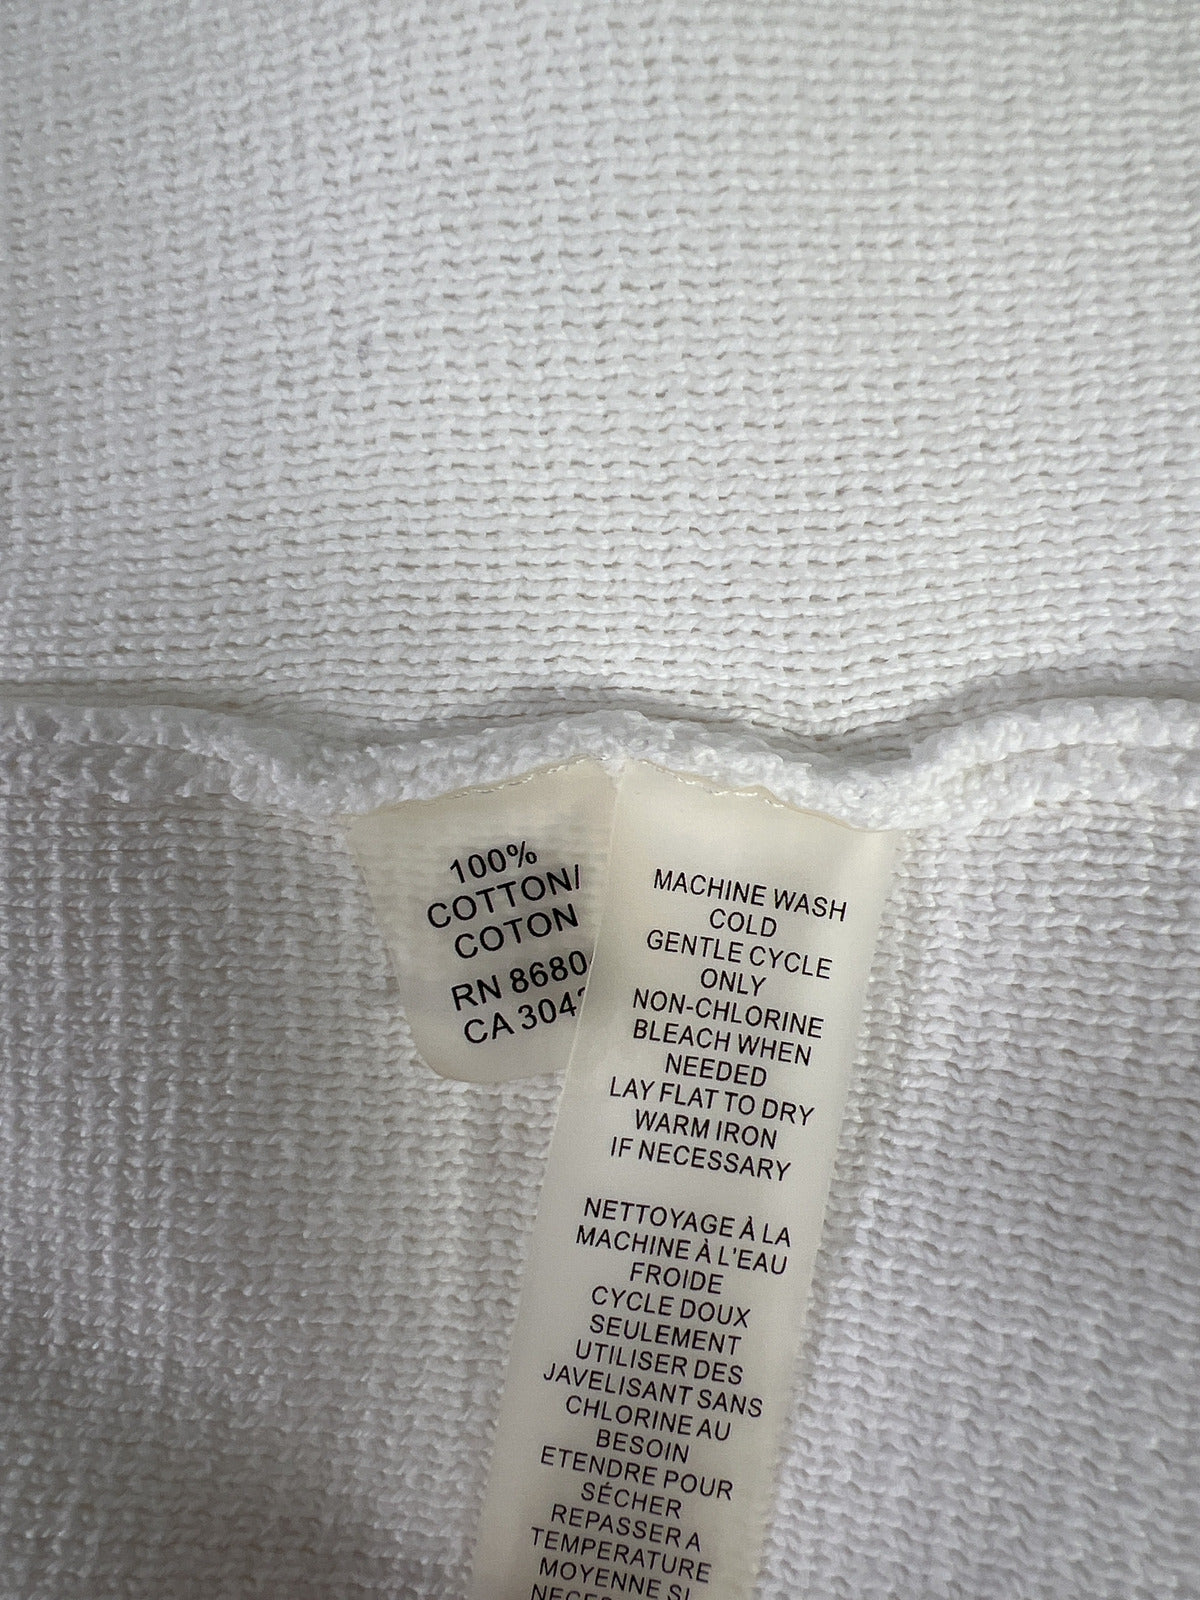 100%
COTTON/
COTON
RN 8680
CA 304
MACHINE WASH
COLD
GENTLE CYCLE
ONLY
NON-CHLORINE
BLEACH WHEN
NEEDED
LAY FLAT TO DRY
WARM IRON
IF NECESSARY
NETTOYAGE À LA
MACHINE À L'EAU
FROIDE
CYCLE DOUX
SEULEMENT
UTILISER DES
JAVELISANT SANS
CHLORINE AU
BESOIN
ETENDRE POUR
SÉCHER
REPASSER A
TEMPERATURE
MOYENNE SI